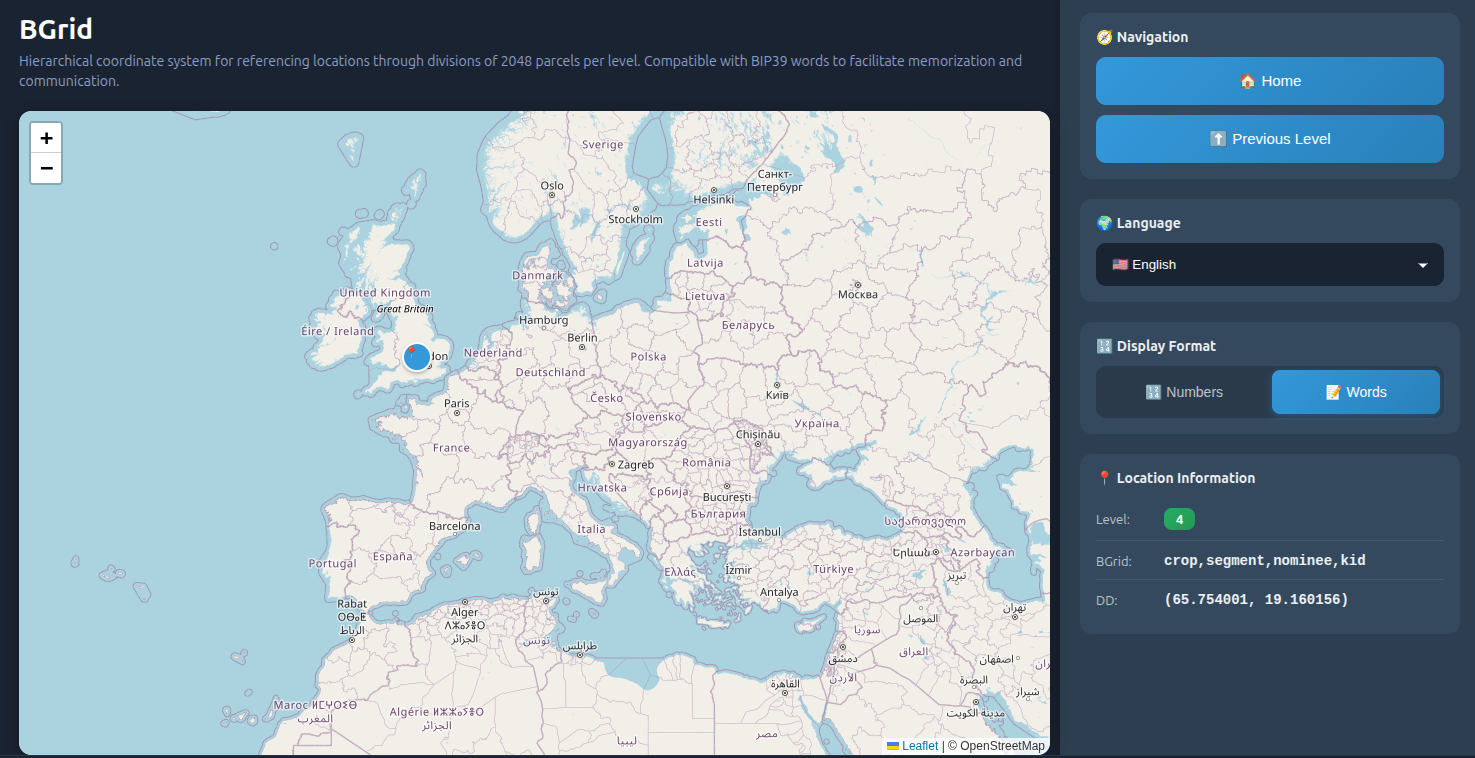 BGrid
Hierarchical coordinate system for referencing locations through divisions of 2048 parcels per level. Compatible with BIP39 words to facilitate memorization and
communication.
+
−
Sverige
Oslo
Stockholm
Helsinki
Санкт-
Петербург
Eesti
Latvija
Lietuva
Москва
Беларусь
Danmark
United Kingdom
Great Britain
Éire / Ireland
Hamburg
Berlin
Nederland
Polska
Deutschland
Київ
Paris
Česko
Slovensko
Україна
Chișinău
Magyarország
France
Zagreb
România
Hrvatska
Србија
București
България
Barcelona
Italia
İstanbul
საქართველო
España
Portugal
Ελλάς
İzmir
Türkiye
Երևան
Azərbaycan
Antalya
تبریز
تونس
Rabat
ⵔⴱⴰⵟ
الرباط
Alger
الجزائر
تونس
طرابلس
سوريا
الموصل
تهران
دمشق
العراق
اصفهان
الأردن
القاهرة
البصرة
شیراز
مدينة الكويت
Maroc ⵍⵎⵖⵔⵉⴱ
المغرب
Algérie ⵍⵣⵣⴰⵢⴻⵔ
الجزائر
ليبيا
مصر
Leaflet | © OpenStreetMap
🧭 Navigation
🏠 Home
⬆️ Previous Level
🌍 Language
🇺🇸 English
🔢 Display Format
🔢 Numbers
📝 Words
📍 Location Information
Level: 4
BGrid: crop,segment,nominee,kid
DD: (65.754001, 19.160156)